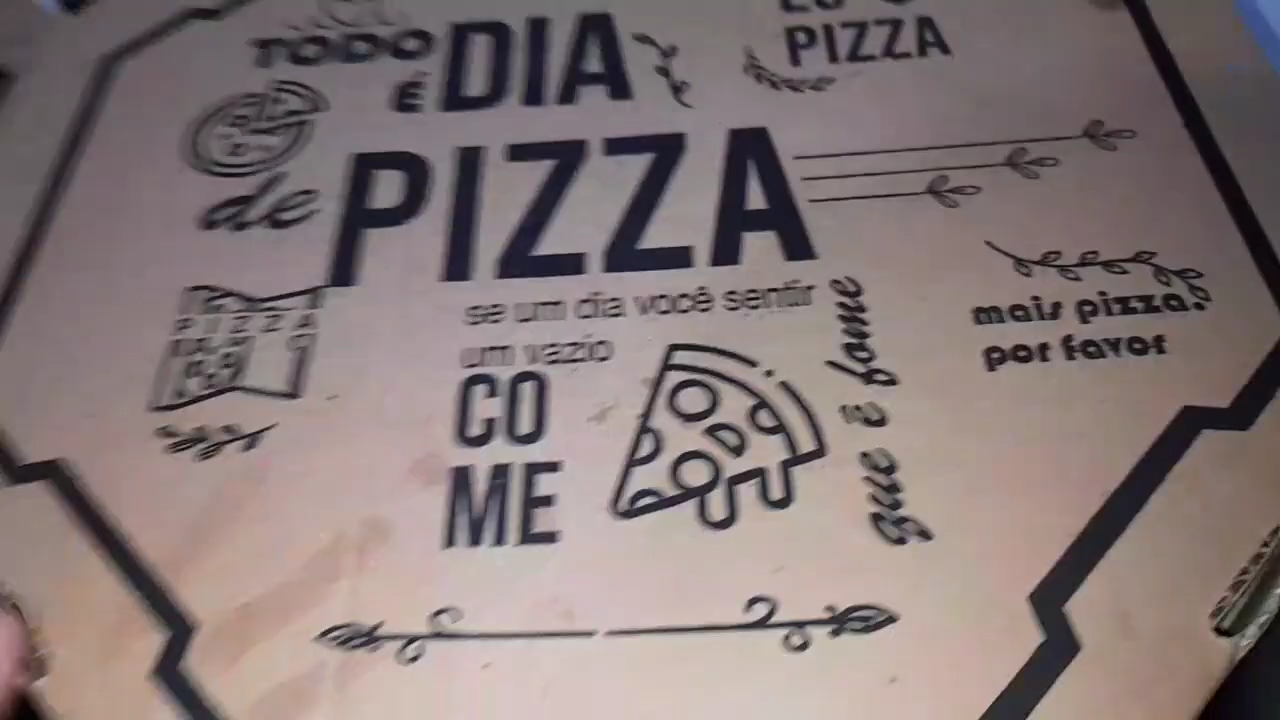 TODO
É DIA
PIZZA
de PIZZA
PIZZA
se um dia você sentir
um vazio
CO
ME
que é fome
mais pizza.
por favor